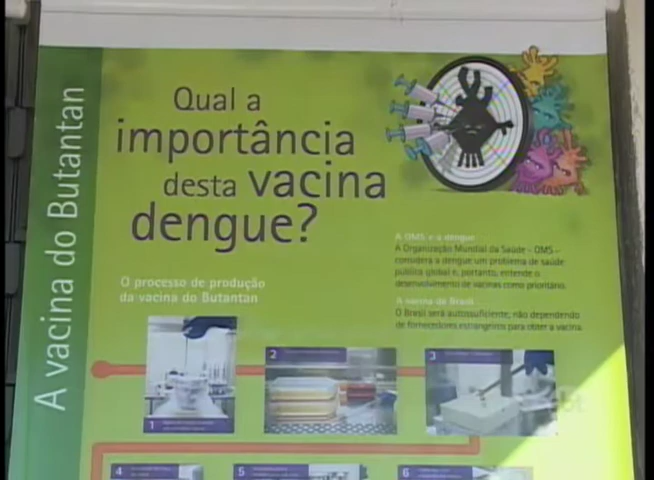 A vacina do Butantan
Qual a
importância
desta vacina
dengue?
A OMS e a dengue
A Organização Mundial da Saúde - OMS -
considera a dengue um problema de saúde
pública global e, portanto, entende o
desenvolvimento de vacinas como prioritário.
A vacina do Brasil
O Brasil será autossuficiente, não dependendo
de fornecedores estrangeiros para obter a vacina.
O processo de produção
da vacina do Butantan
1
2
3
4
5
6